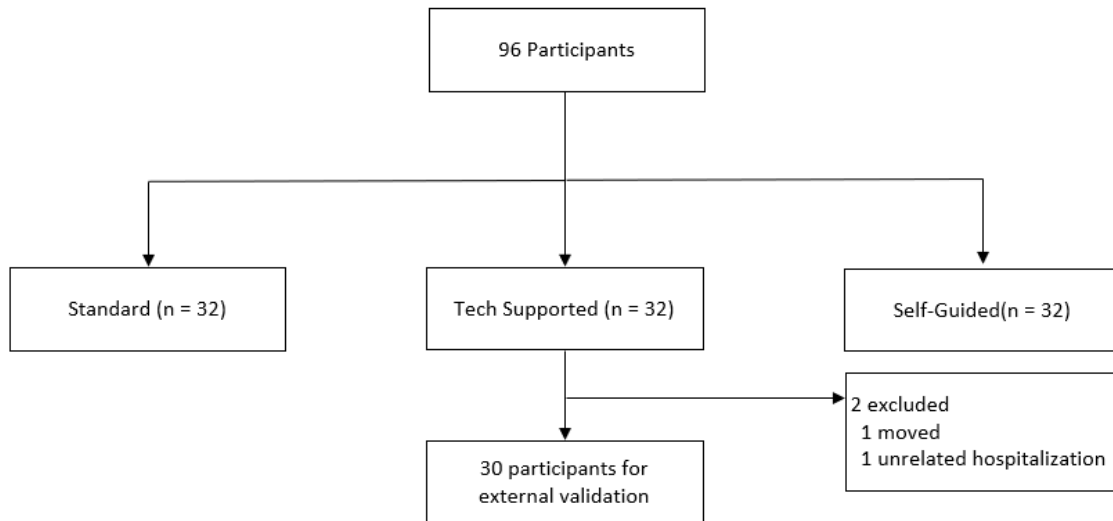 96 Participants
Standard (n = 32)
Tech Supported (n = 32)
Self-Guided(n = 32)
2 excluded
1 moved
1 unrelated hospitalization
30 participants for
external validation